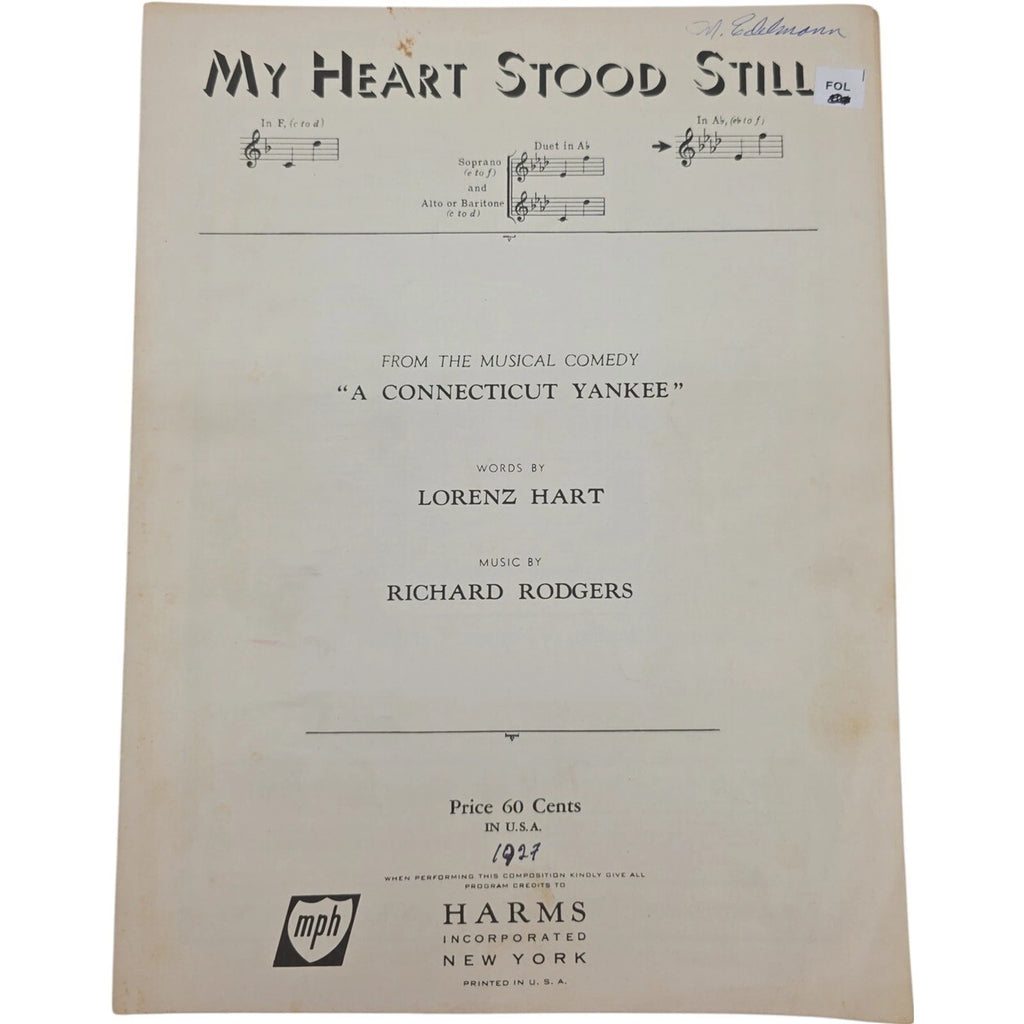 M. Edelmann
MY HEART STOOD STILL
FOL
In F, (c to d)
In A♭, (e♭ to f)
Duet in A♭
Soprano
(e to f)
and
Alto or Baritone
(c to d)
FROM THE MUSICAL COMEDY
“A CONNECTICUT YANKEE”
WORDS BY
LORENZ HART
MUSIC BY
RICHARD RODGERS
Price 60 Cents
IN U.S.A.
1927
WHEN PERFORMING THIS COMPOSITION KINDLY GIVE ALL
PROGRAM CREDITS TO
mph
HARMS
INCORPORATED
NEW YORK
PRINTED IN U. S. A.